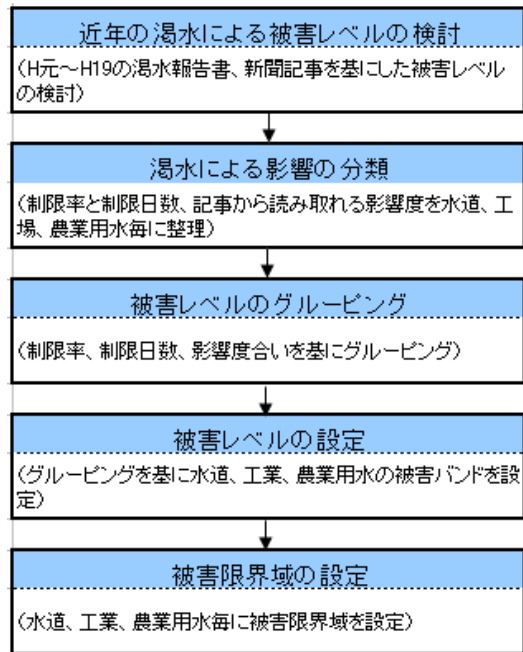 近年の渇水による被害レベルの検討
(H元～H19の渇水報告書、新聞記事を基にした被害レベル
の検討)
渇水による影響の分類
(制限率と制限日数、記事から読み取れる影響度を水道、工
場、農業用水毎に整理)
被害レベルのグルーピング
(制限率、制限日数、影響度合いを基にグルーピング)
被害レベルの設定
(グルーピングを基に水道、工業、農業用水の被害バンドを設
定)
被害限界域の設定
(水道、工業、農業用水毎に被害限界域を設定)